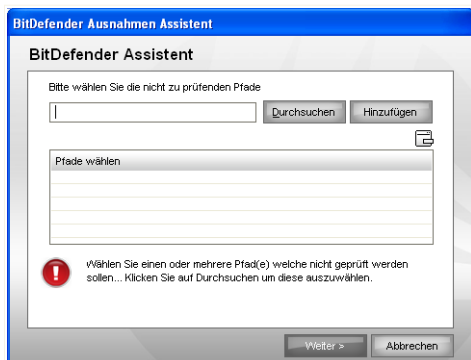 BitDefender Ausnahmen Assistent
BitDefender Assistent
Bitte wählen Sie die nicht zu prüfenden Pfade
Durchsuchen
Hinzufügen
Pfade wählen
Wählen Sie einen oder mehrere Pfad(e) welche nicht geprüft werden
sollen... Klicken Sie auf Durchsuchen um diese auszuwählen.
Weiter >
Abbrechen